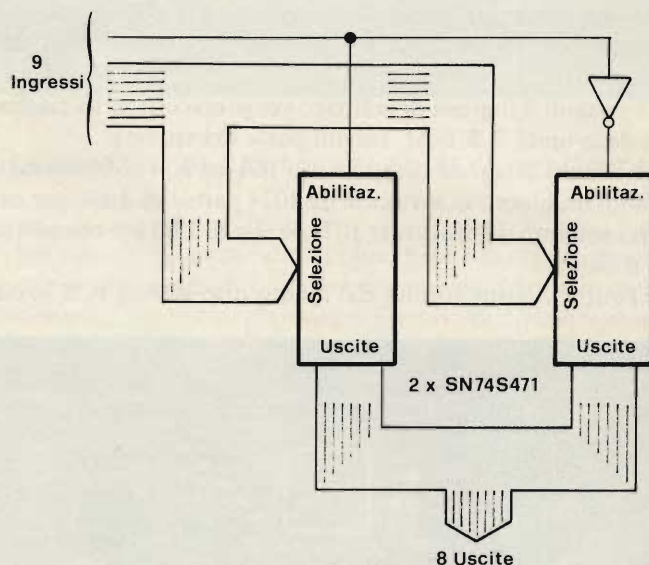 9
Ingressi
Abilitaz.
Selezione
Uscite
Abilitaz.
Selezione
Uscite
2 x SN74S471
8 Uscite